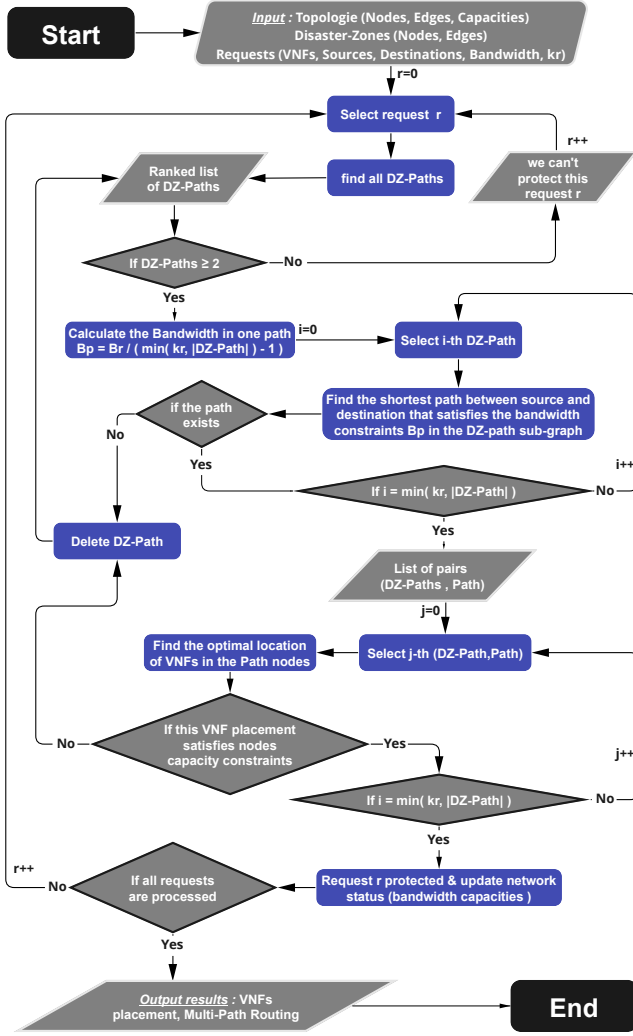 Start
Input : Topologie (Nodes, Edges, Capacities)
Disaster-Zones (Nodes, Edges)
Requests (VNFs, Sources, Destinations, Bandwidth, kr)
r=0
Select request r
r++
find all DZ-Paths
Ranked list
of DZ-Paths
we can't
protect this
request r
If DZ-Paths ≥ 2
No
Yes
Calculate the Bandwidth in one path
Bp = Br / ( min( kr, |DZ-Path| ) - 1 )
i=0
Select i-th DZ-Path
Find the shortest path between source and
destination that satisfies the bandwidth
constraints Bp in the DZ-path sub-graph
if the path
exists
No
Yes
If i = min( kr, |DZ-Path| )
No
i++
Yes
Delete DZ-Path
List of pairs
(DZ-Paths , Path)
j=0
Select j-th (DZ-Path,Path)
Find the optimal location
of VNFs in the Path nodes
If this VNF placement
satisfies nodes
capacity constraints
No
Yes
If i = min( kr, |DZ-Path| )
No
j++
Yes
Request r protected & update network
status (bandwidth capacities )
If all requests
are processed
No
r++
Yes
Output results : VNFs
placement, Multi-Path Routing
End